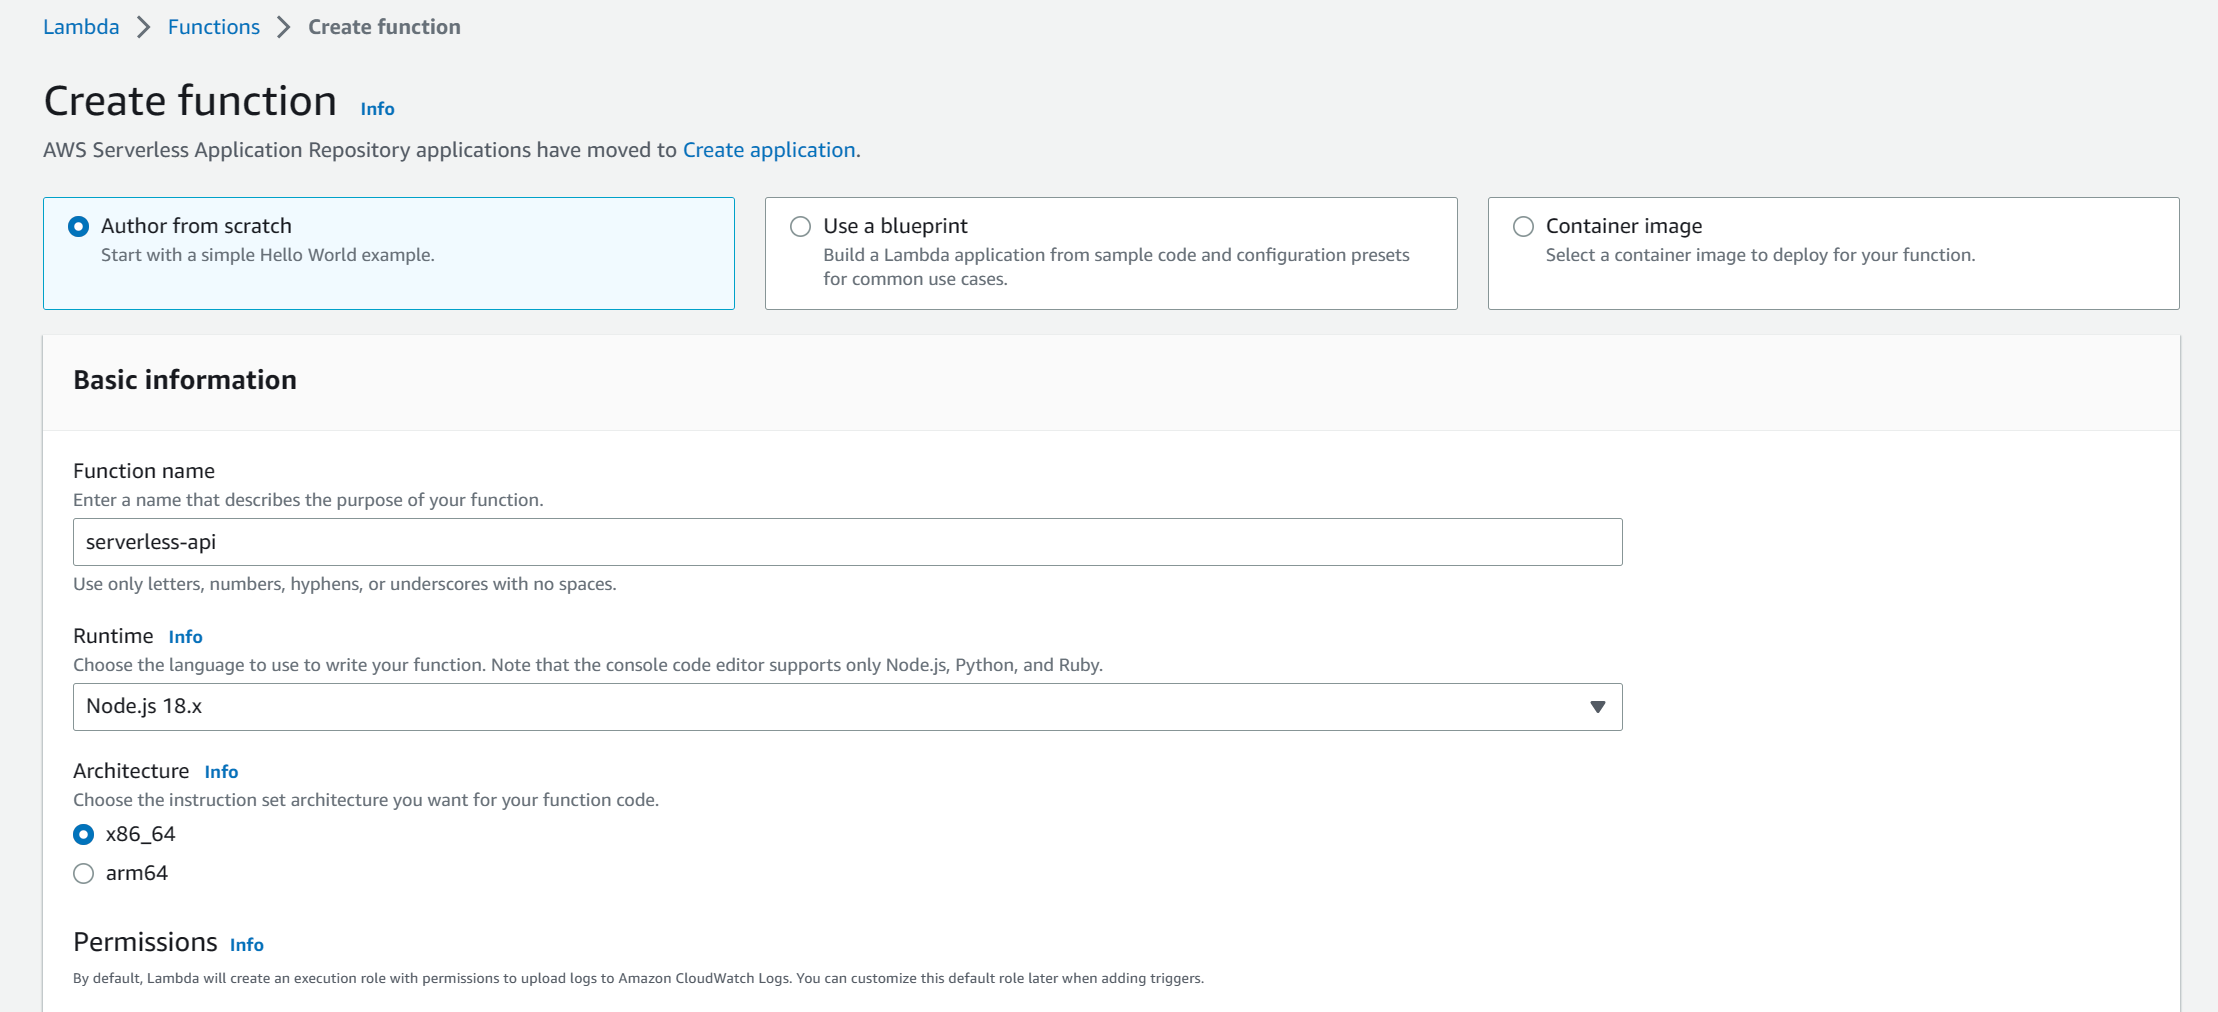 Lambda > Functions > Create function
Create function Info
AWS Serverless Application Repository applications have moved to Create application.
Author from scratch
Start with a simple Hello World example.
Use a blueprint
Build a Lambda application from sample code and configuration presets
for common use cases.
Container image
Select a container image to deploy for your function.
Basic information
Function name
Enter a name that describes the purpose of your function.
serverless-api
Use only letters, numbers, hyphens, or underscores with no spaces.
Runtime Info
Choose the language to use to write your function. Note that the console code editor supports only Node.js, Python, and Ruby.
Node.js 18.x
Architecture Info
Choose the instruction set architecture you want for your function code.
x86_64
arm64
Permissions Info
By default, Lambda will create an execution role with permissions to upload logs to Amazon CloudWatch Logs. You can customize this default role later when adding triggers.